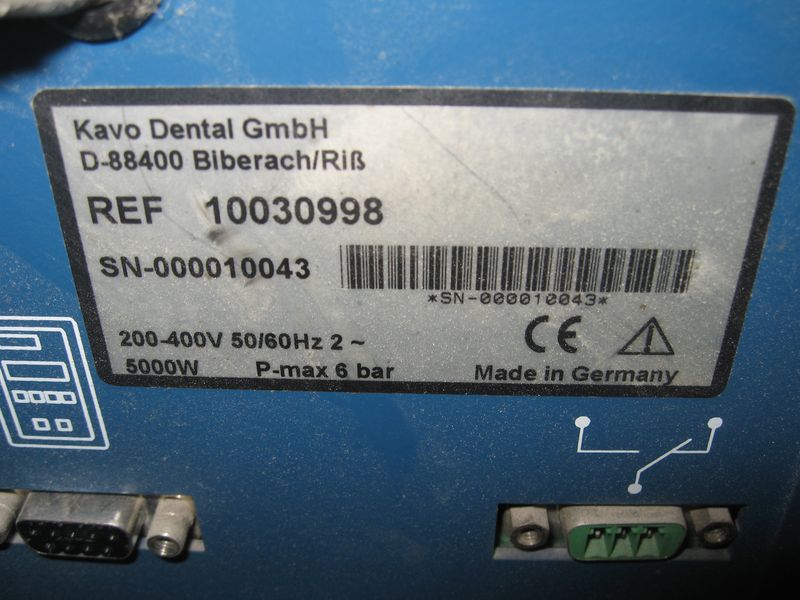 Kavo Dental GmbH
D-88400 Biberach/Riß
REF 10030998
SN-000010043
*SN-000010043*
200-400V 50/60Hz 2 ~
5000W P-max 6 bar
CE
Made in Germany